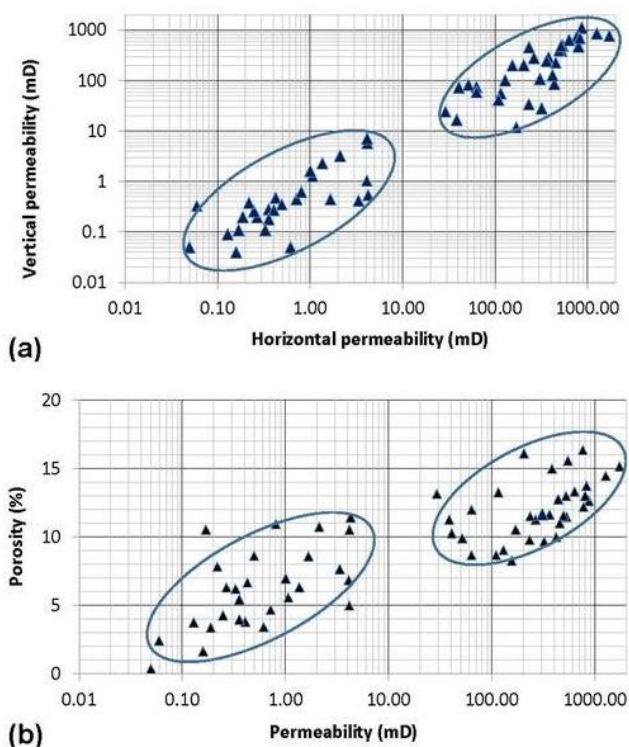 1000
100
10
1
0.1
0.01
Vertical permeability (mD)
0.01 0.10 1.00 10.00 100.00 1000.00
Horizontal permeability (mD)
(a)
20
15
10
5
0
Porosity (%)
0.01 0.10 1.00 10.00 100.00 1000.00
Permeability (mD)
(b)